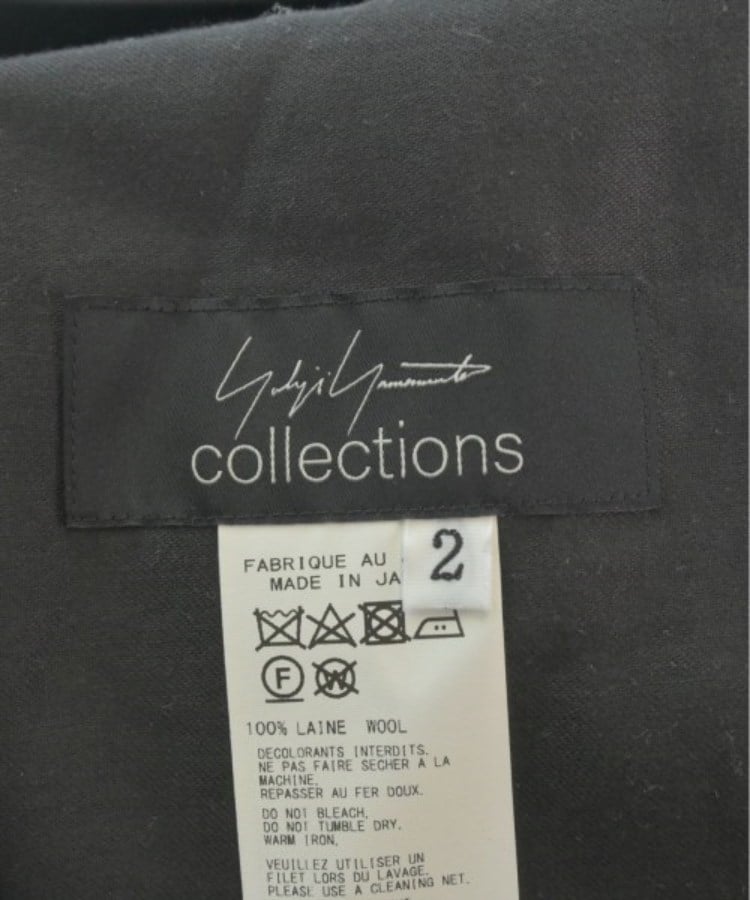 Yohji Yamamoto
collections
2
FABRIQUE AU
MADE IN JA
F
W
100% LAINE WOOL
DECOLORANTS INTERDITS.
NE PAS FAIRE SECHER A LA
MACHINE.
REPASSER AU FER DOUX.
DO NOT BLEACH,
DO NOT TUMBLE DRY.
WARM IRON.
VEUILLEZ UTILISER UN
FILET LORS DU LAVAGE.
PLEASE USE A CLEANING NET.